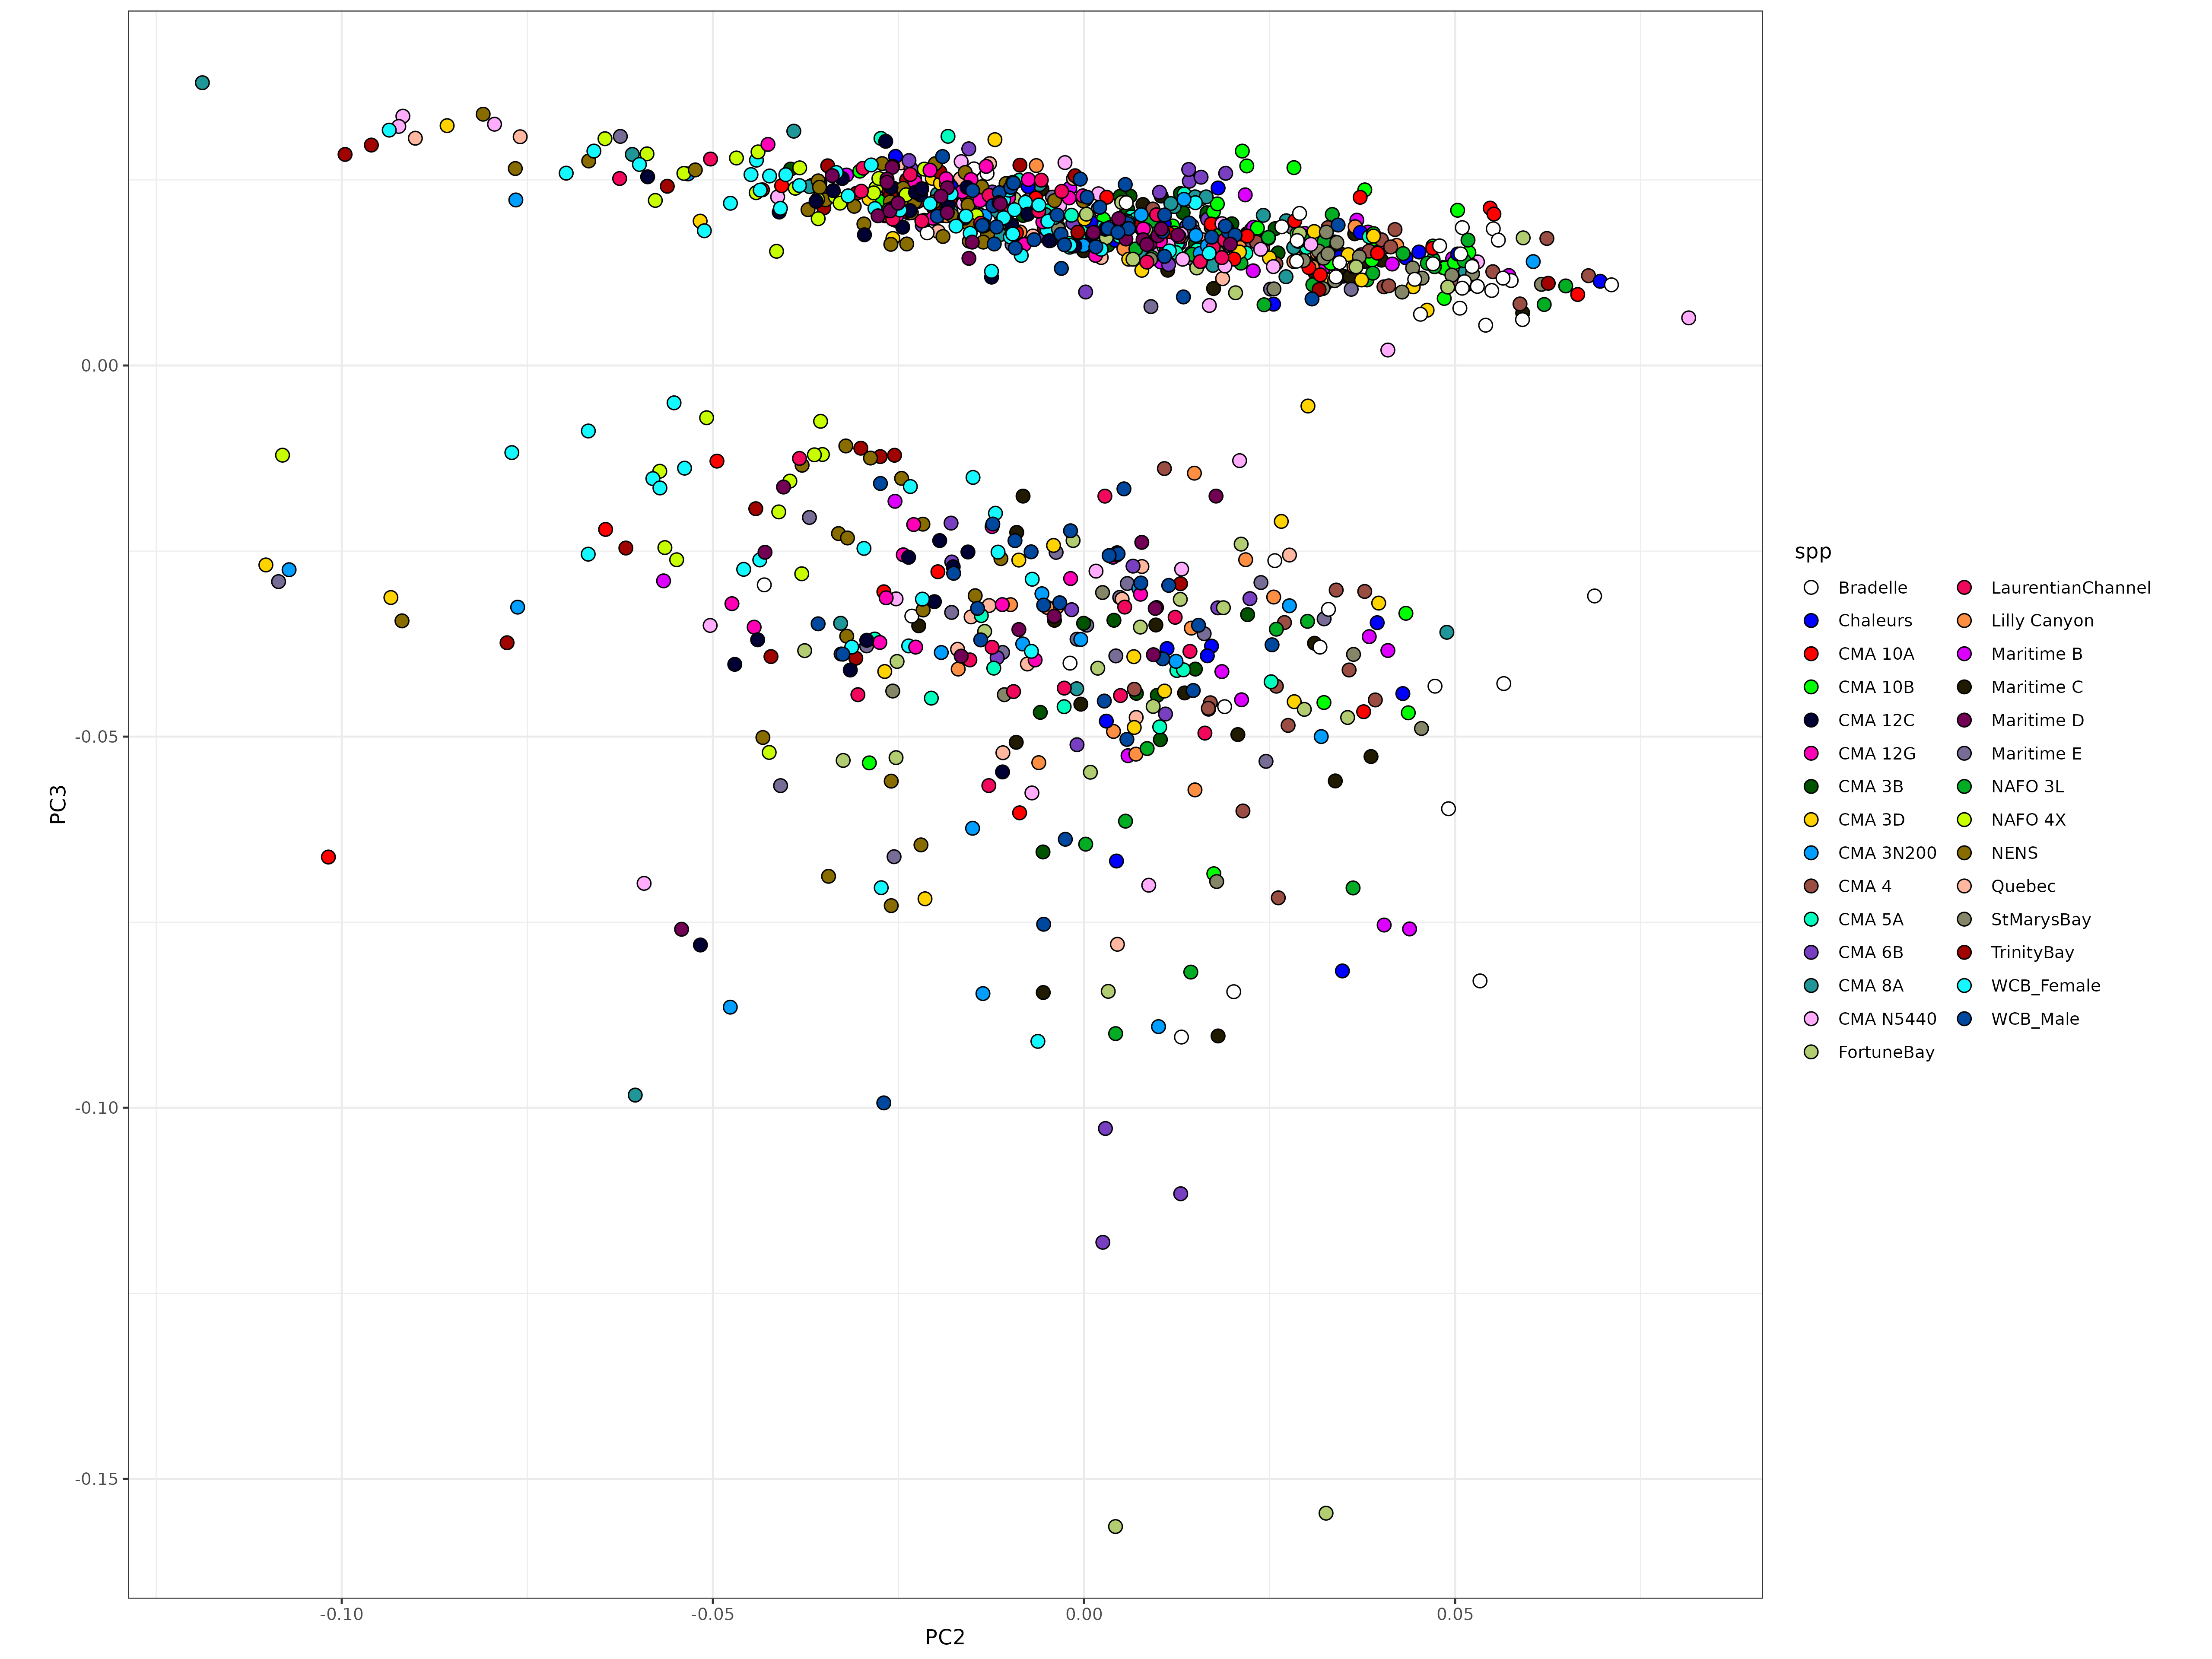 0.00
-0.05
-0.10
-0.15
PC3
-0.10
-0.05
0.00
0.05
PC2
spp
Bradelle
Chaleurs
CMA 10A
CMA 10B
CMA 12C
CMA 12G
CMA 3B
CMA 3D
CMA 3N200
CMA 4
CMA 5A
CMA 6B
CMA 8A
CMA N5440
FortuneBay
LaurentianChannel
Lilly Canyon
Maritime B
Maritime C
Maritime D
Maritime E
NAFO 3L
NAFO 4X
NENS
Quebec
StMarysBay
TrinityBay
WCB_Female
WCB_Male